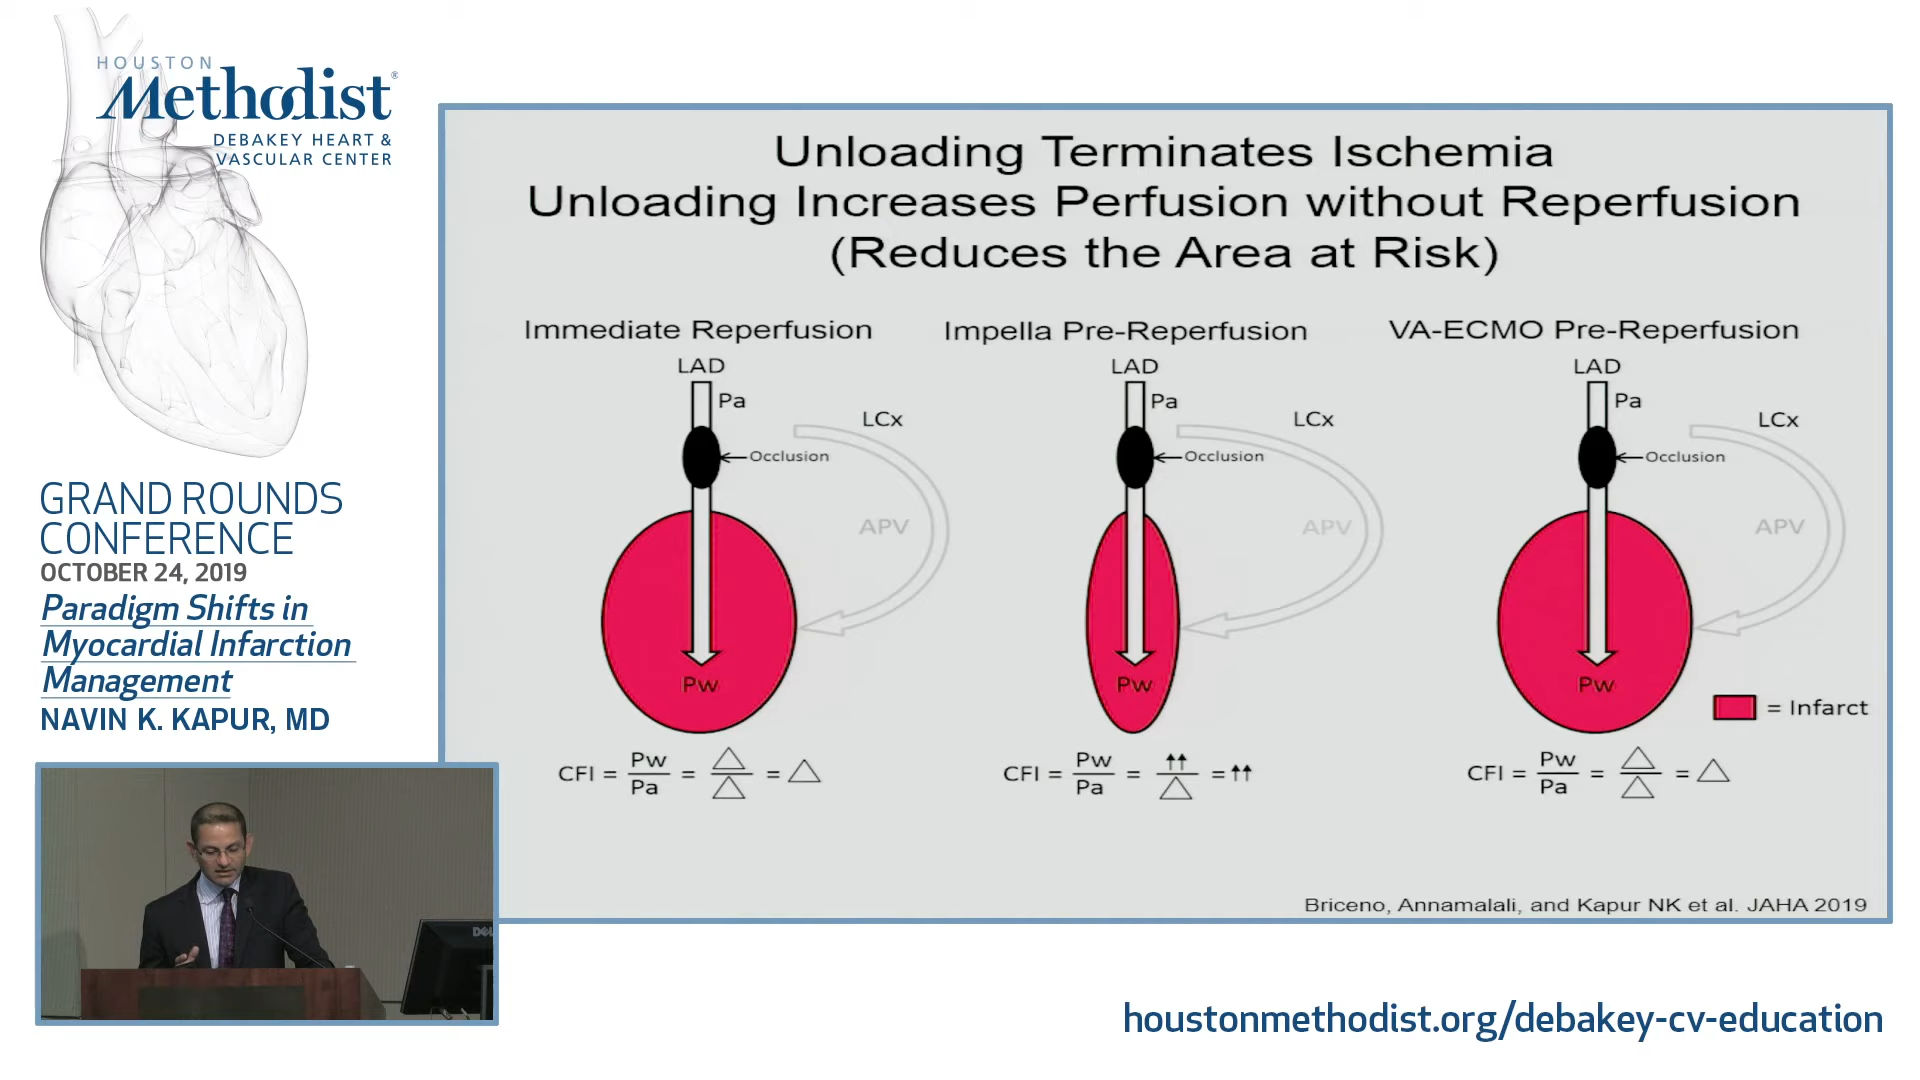 HOUSTON
Methodist®
DEBAKEY HEART &
VASCULAR CENTER
GRAND ROUNDS
CONFERENCE
OCTOBER 24, 2019
Paradigm Shifts in
Myocardial Infarction
Management
NAVIN K. KAPUR, MD
Unloading Terminates Ischemia
Unloading Increases Perfusion without Reperfusion
(Reduces the Area at Risk)
Immediate Reperfusion
LAD
Pa
LCx
Occlusion
APV
Pw
CFI = Pw/Pa = △/△ = △
Impella Pre-Reperfusion
LAD
Pa
LCx
Occlusion
APV
Pw
CFI = Pw/Pa = ↑↑/△ = ↑↑
VA-ECMO Pre-Reperfusion
LAD
Pa
LCx
Occlusion
APV
Pw
= Infarct
CFI = Pw/Pa = △/△ = △
Briceno, Annamalali, and Kapur NK et al. JAHA 2019
DELL
houstonmethodist.org/debakey-cv-education